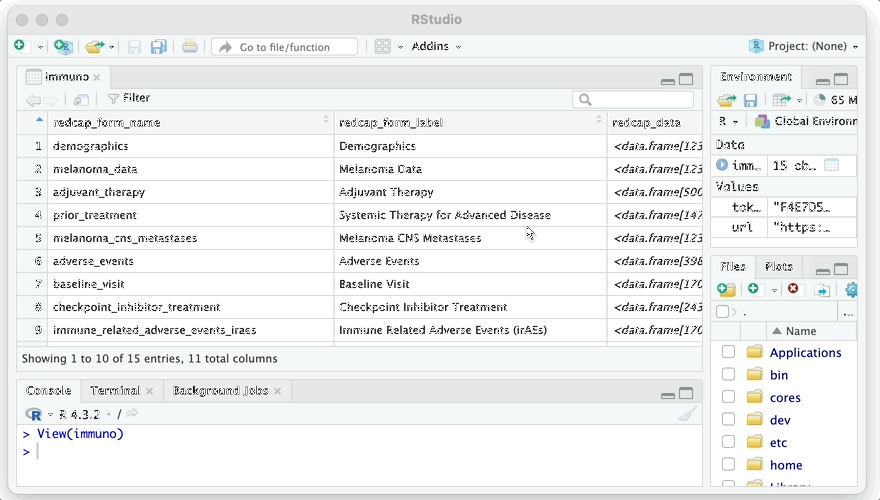 RStudio
Go to file/function
Addins
Project: (None)
immuno
Filter
redcap_form_name redcap_form_label redcap_data
1 demographics Demographics <data.frame[123
2 melanoma_data Melanoma Data <data.frame[123
3 adjuvant_therapy Adjuvant Therapy <data.frame[500
4 prior_treatment Systemic Therapy for Advanced Disease <data.frame[147
5 melanoma_cns_metastases Melanoma CNS Metastases <data.frame[123
6 adverse_events Adverse Events <data.frame[398
7 baseline_visit Baseline Visit <data.frame[170
8 checkpoint_inhibitor_treatment Checkpoint Inhibitor Treatment <data.frame[243
9 immune_related_adverse_events_iraes Immune Related Adverse Events (irAEs) <data.frame[170
Showing 1 to 10 of 15 entries, 11 total columns
Console Terminal Background Jobs
R 4.3.2 · /
> View(immuno)
>
Environment
65 M
R Global Environm
Data
imm… 15 ob…
Values
tok… "F4E7D5…
url "https:…
Files Plots
.
...
Name
Applications
bin
cores
dev
etc
home
Library